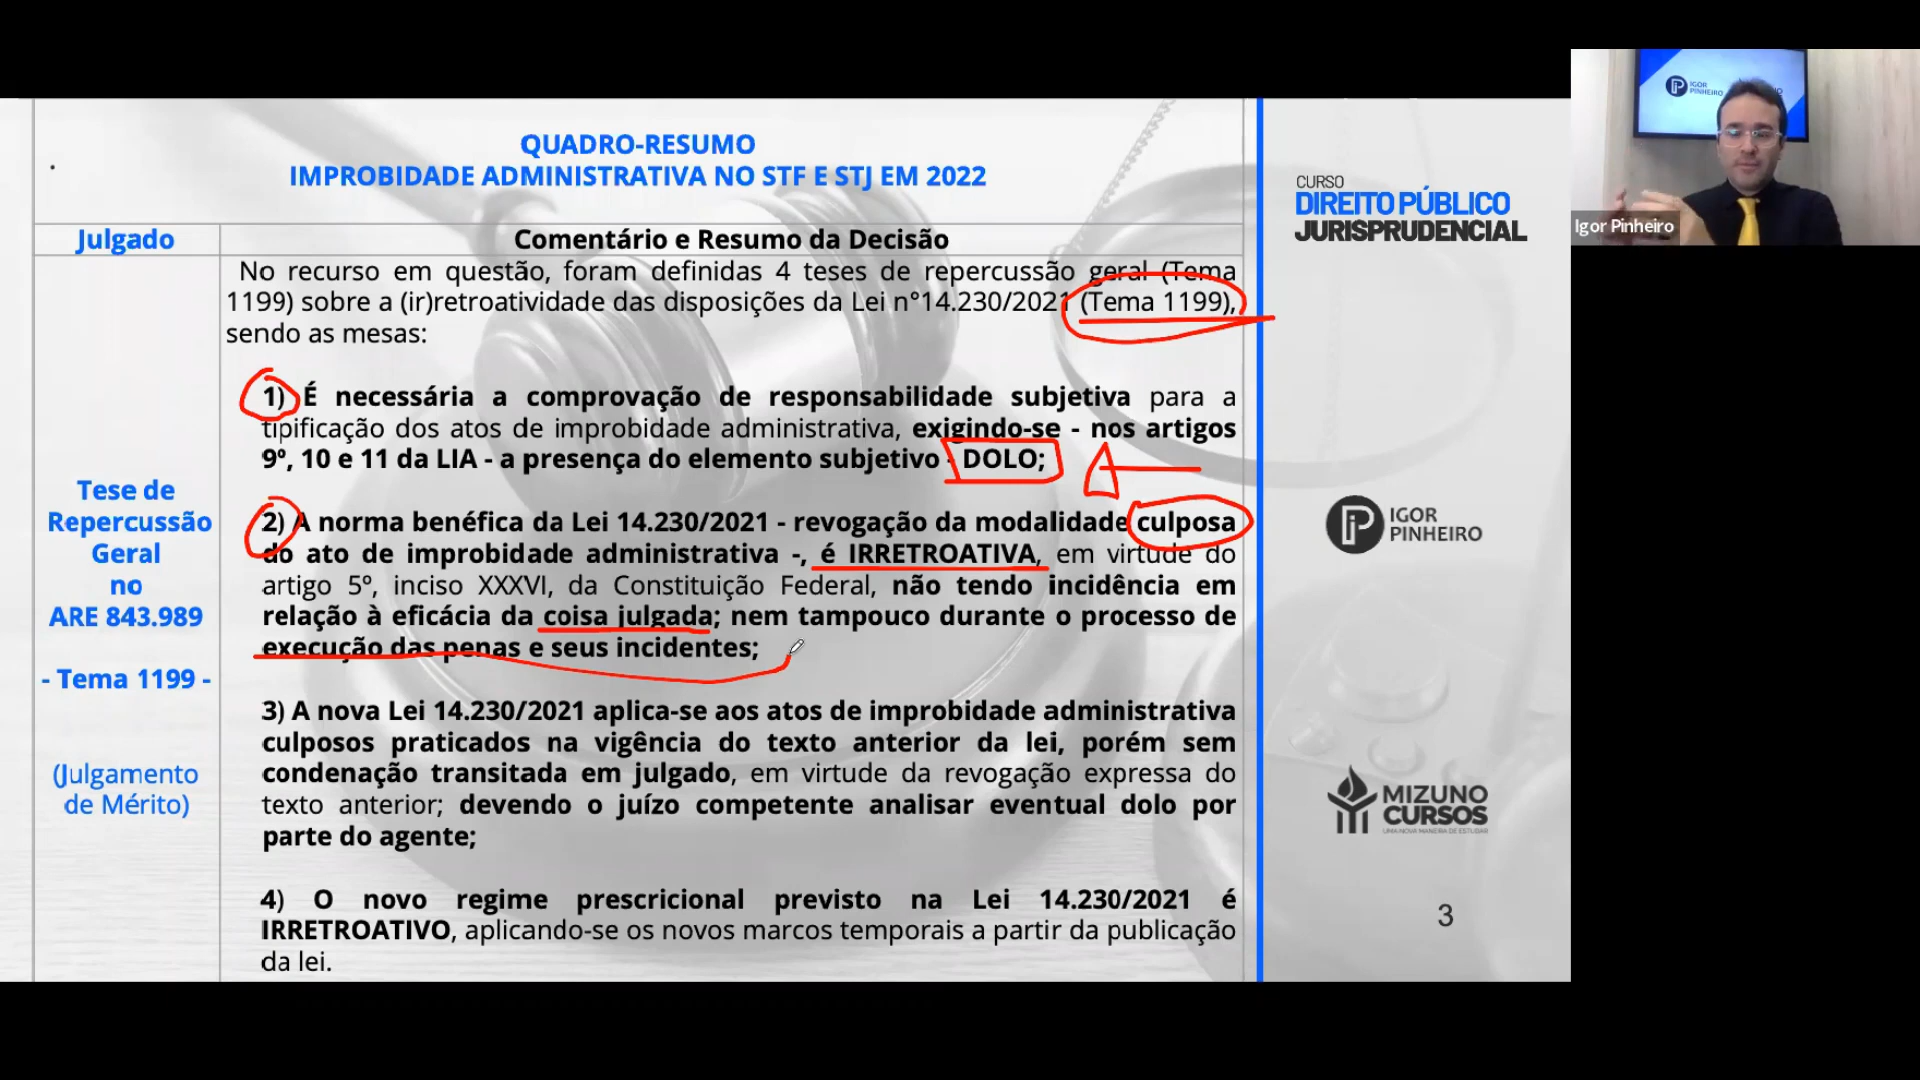 QUADRO-RESUMO
IMPROBIDADE ADMINISTRATIVA NO STF E STJ EM 2022
Julgado
Comentário e Resumo da Decisão
No recurso em questão, foram definidas 4 teses de repercussão geral (Tema
1199) sobre a (ir)retroatividade das disposições da Lei n°14.230/2021 (Tema 1199),
sendo as mesas:
1) É necessária a comprovação de responsabilidade subjetiva para a
tipificação dos atos de improbidade administrativa, exigindo-se - nos artigos
9º, 10 e 11 da LIA - a presença do elemento subjetivo - DOLO;
2) A norma benéfica da Lei 14.230/2021 - revogação da modalidade culposa
do ato de improbidade administrativa -, é IRRETROATIVA, em virtude do
artigo 5º, inciso XXXVI, da Constituição Federal, não tendo incidência em
relação à eficácia da coisa julgada; nem tampouco durante o processo de
execução das penas e seus incidentes;
3) A nova Lei 14.230/2021 aplica-se aos atos de improbidade administrativa
culposos praticados na vigência do texto anterior da lei, porém sem
condenação transitada em julgado, em virtude da revogação expressa do
texto anterior; devendo o juízo competente analisar eventual dolo por
parte do agente;
4) O novo regime prescricional previsto na Lei 14.230/2021 é
IRRETROATIVO, aplicando-se os novos marcos temporais a partir da publicação
da lei.
Tese de
Repercussão
Geral
no
ARE 843.989
- Tema 1199 -
(Julgamento
de Mérito)
CURSO
DIREITO PÚBLICO
JURISPRUDENCIAL
IGOR
PINHEIRO
MIZUNO
CURSOS
UMA NOVA MANEIRA DE ESTUDAR
3
IGOR
PINHEIRO
Igor Pinheiro